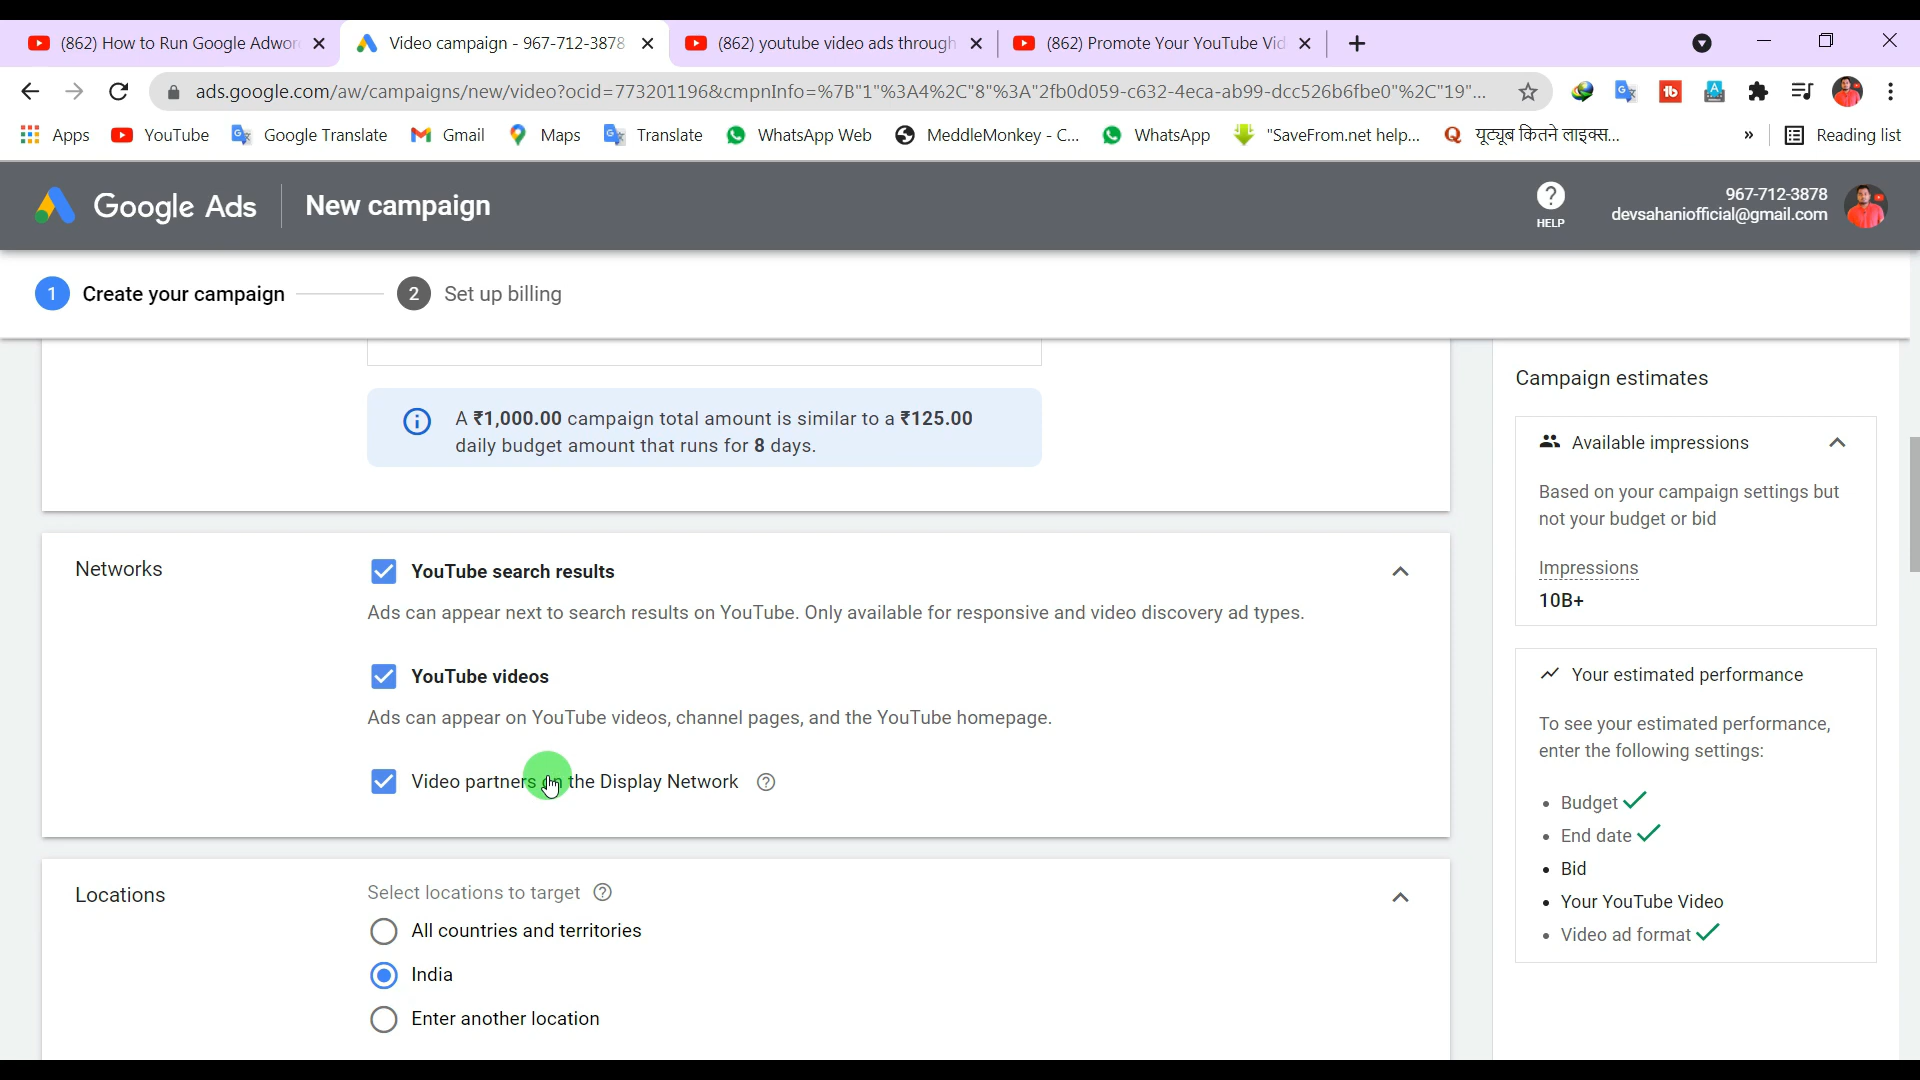 (862) How to Run Google Adwor
Video campaign - 967-712-3878
(862) youtube video ads through
(862) Promote Your YouTube Vid
ads.google.com/aw/campaigns/new/video?ocid=773201196&cmpnInfo=%7B"1"%3A4%2C"8"%3A"2fb0d059-c632-4eca-ab99-dcc526b6fbe0"%2C"19"...
Apps
YouTube
Google Translate
Gmail
Maps
Translate
WhatsApp Web
MeddleMonkey - C...
WhatsApp
"SaveFrom.net help...
यूट्यूब कितने लाइक्स...
»
Reading list
Google Ads
New campaign
HELP
967-712-3878
devsahaniofficial@gmail.com
1 Create your campaign
2 Set up billing
A ₹1,000.00 campaign total amount is similar to a ₹125.00
daily budget amount that runs for 8 days.
Networks
YouTube search results
Ads can appear next to search results on YouTube. Only available for responsive and video discovery ad types.
YouTube videos
Ads can appear on YouTube videos, channel pages, and the YouTube homepage.
Video partners on the Display Network
Locations
Select locations to target
All countries and territories
India
Enter another location
Campaign estimates
Available impressions
Based on your campaign settings but
not your budget or bid
Impressions
10B+
Your estimated performance
To see your estimated performance,
enter the following settings:
• Budget
• End date
• Bid
• Your YouTube Video
• Video ad format